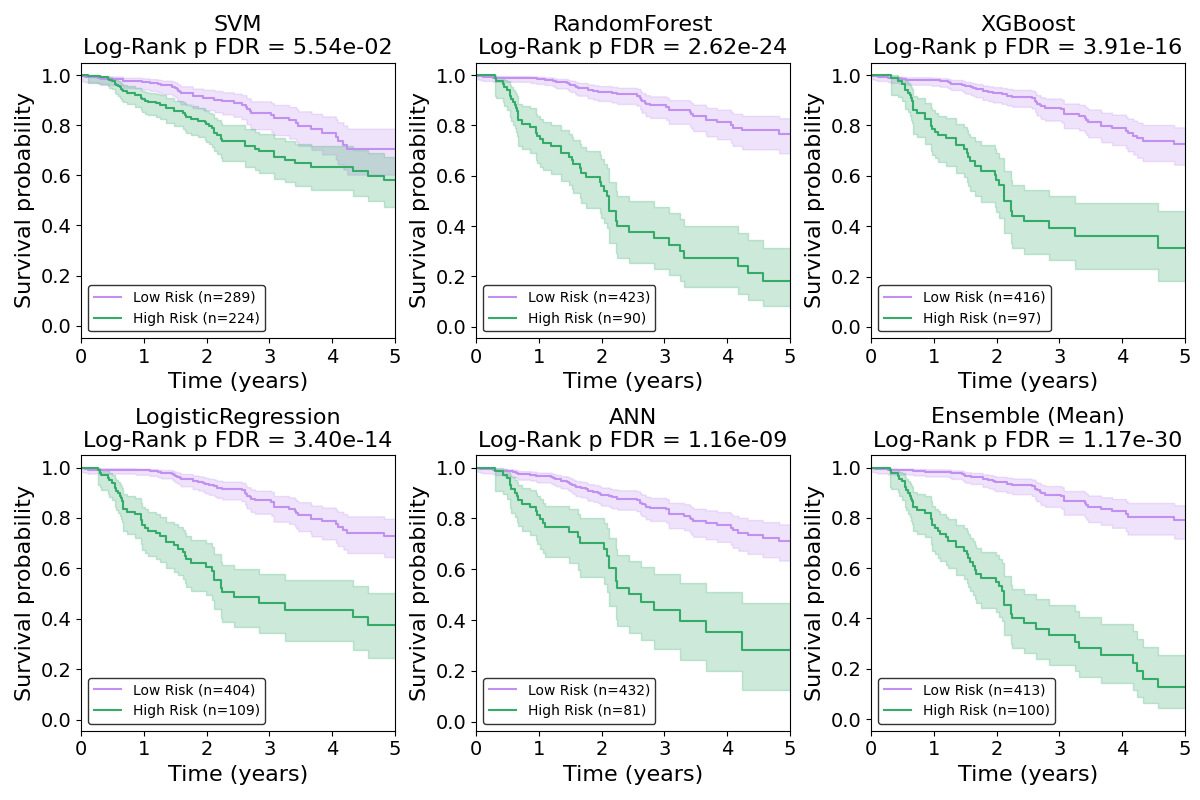 SVM
Log-Rank p FDR = 5.54e-02
Survival probability
1.0
0.8
0.6
0.4
0.2
0.0
Low Risk (n=289)
High Risk (n=224)
0 1 2 3 4 5
Time (years)
RandomForest
Log-Rank p FDR = 2.62e-24
Survival probability
1.0
0.8
0.6
0.4
0.2
0.0
Low Risk (n=423)
High Risk (n=90)
0 1 2 3 4 5
Time (years)
XGBoost
Log-Rank p FDR = 3.91e-16
Survival probability
1.0
0.8
0.6
0.4
0.2
0.0
Low Risk (n=416)
High Risk (n=97)
0 1 2 3 4 5
Time (years)
LogisticRegression
Log-Rank p FDR = 3.40e-14
Survival probability
1.0
0.8
0.6
0.4
0.2
0.0
Low Risk (n=404)
High Risk (n=109)
0 1 2 3 4 5
Time (years)
ANN
Log-Rank p FDR = 1.16e-09
Survival probability
1.0
0.8
0.6
0.4
0.2
0.0
Low Risk (n=432)
High Risk (n=81)
0 1 2 3 4 5
Time (years)
Ensemble (Mean)
Log-Rank p FDR = 1.17e-30
Survival probability
1.0
0.8
0.6
0.4
0.2
0.0
Low Risk (n=413)
High Risk (n=100)
0 1 2 3 4 5
Time (years)